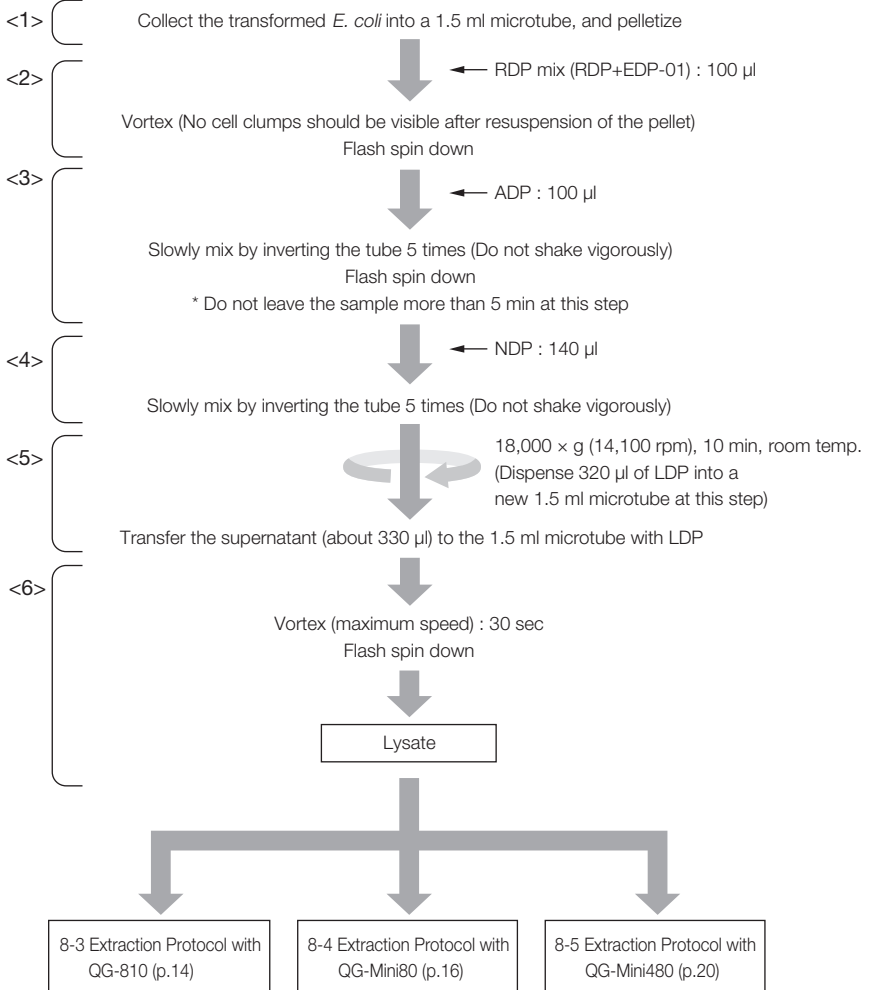 <1>
Collect the transformed E. coli into a 1.5 ml microtube, and pelletize
<2>
RDP mix (RDP+EDP-01) : 100 µl
Vortex (No cell clumps should be visible after resuspension of the pellet)
Flash spin down
<3>
ADP : 100 µl
Slowly mix by inverting the tube 5 times (Do not shake vigorously)
Flash spin down
* Do not leave the sample more than 5 min at this step
<4>
NDP : 140 µl
Slowly mix by inverting the tube 5 times (Do not shake vigorously)
<5>
18,000 × g (14,100 rpm), 10 min, room temp.
(Dispense 320 µl of LDP into a
new 1.5 ml microtube at this step)
Transfer the supernatant (about 330 µl) to the 1.5 ml microtube with LDP
<6>
Vortex (maximum speed) : 30 sec
Flash spin down
Lysate
8-3 Extraction Protocol with
QG-810 (p.14)
8-4 Extraction Protocol with
QG-Mini80 (p.16)
8-5 Extraction Protocol with
QG-Mini480 (p.20)